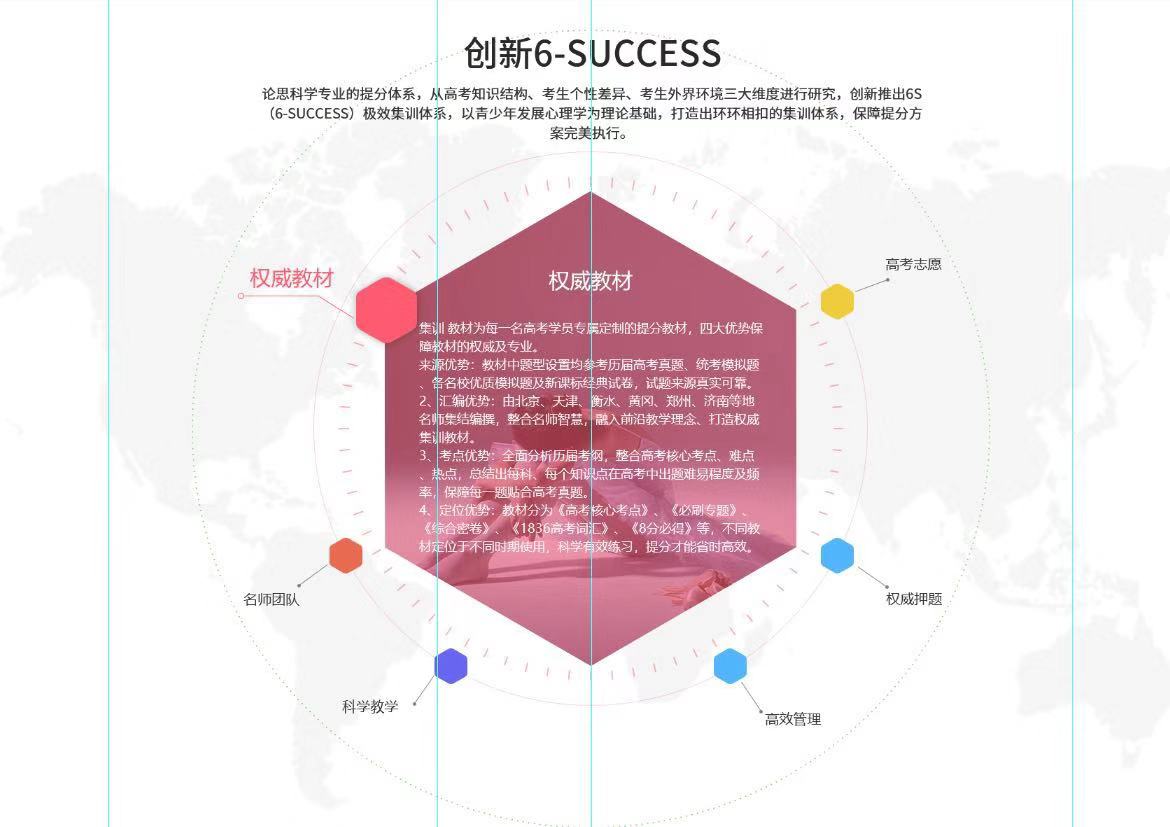 创新6-SUCCESS
论思科学专业的提分体系，从高考知识结构、考生个性差异、考生外界环境三大维度进行研究，创新推出6S
（6-SUCCESS）极效集训体系，以青少年发展心理学为理论基础，打造出环环相扣的集训体系，保障提分方
案完美执行。
高考志愿
权威教材
权威教材
集训 教材为每一名高考学员专属定制的提分教材，四大优势保
障教材的权威及专业。
来源优势：教材中题型设置均参考历届高考真题、统考模拟题
、各名校优质模拟题及新课标经典试卷，试题来源真实可靠。
2、汇编优势：由北京、天津、衡水、黄冈、郑州、济南等地
名师集结编撰，整合名师智慧，融入前沿教学理念、打造权威
集训教材。
3、考点优势：全面分析历届考纲，整合高考核心考点、难点
、热点，总结出每科、每个知识点在高考中出题难易程度及频
率，保障每一题贴合高考真题。
4、定位优势：教材分为《高考核心考点》、《必刷专题》、
《综合密卷》、《1836高考词汇》、《8分必得》等，不同教
材定位于不同时期使用，科学有效练习，提分才能省时高效。
名师团队
权威押题
科学教学
高效管理